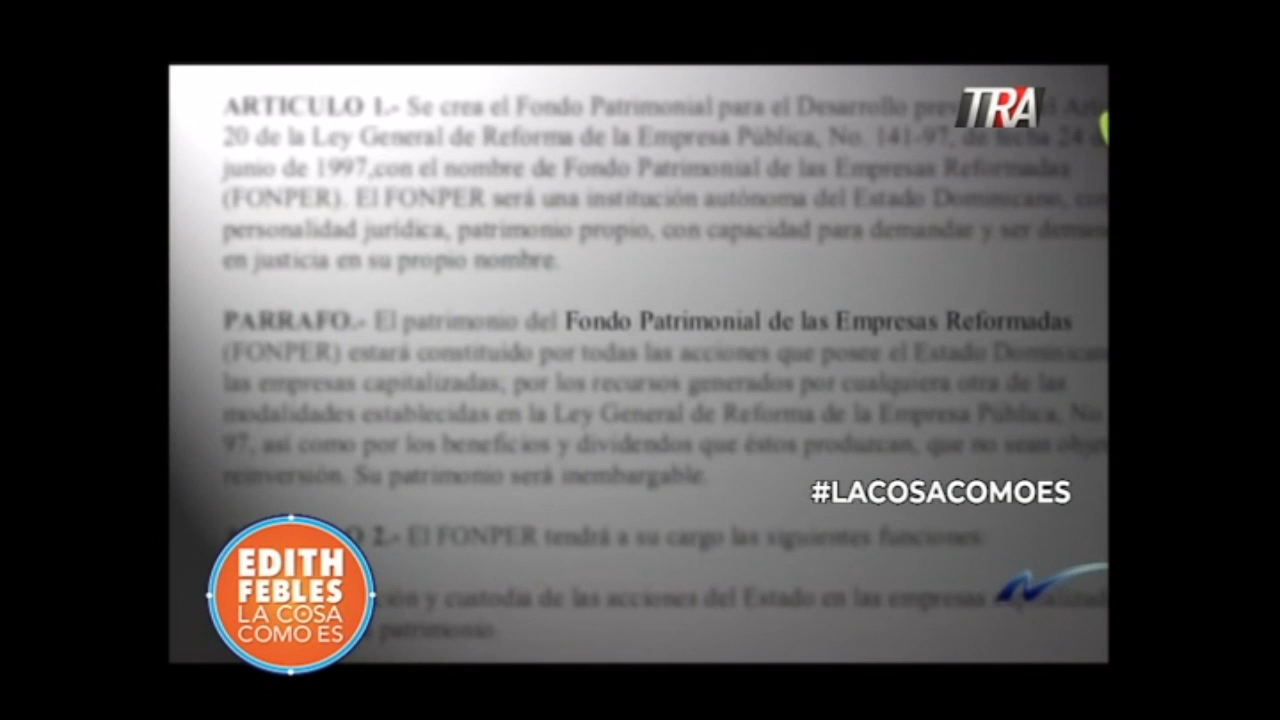 TRA
ARTICULO 1.- Se crea el Fondo Patrimonial para el Desarrollo
20 de la Ley General de Reforma de la Empresa Pública, No. 141-97, de fecha 24
junio de 1997,con el nombre de Fondo Patrimonial de las Empresas Reformadas
(FONPER). El FONPER será una institución autónoma del Estado Dominicano,
personalidad jurídica, patrimonio propio, con capacidad para demandar y ser
en justicia en su propio nombre.
PARRAFO.- El patrimonio del Fondo Patrimonial de las Empresas Reformadas
(FONPER) estará constituido por todas las acciones que posee el Estado
las empresas capitalizadas; por los recursos generados por cualquiera otra de las
modalidades establecidas en la Ley General de Reforma de la Empresa Pública, No
97, así como por los beneficios y dividendos que éstos produzcan, que no sean
reinversión. Su patrimonio será inembargable.
#LACOSACOMOES
2.- El FONPER tendrá a su cargo las siguientes funciones:
y custodia de las acciones del Estado en las empresas
patrimonio.
EDITH
FEBLES
LA COSA
COMO ES